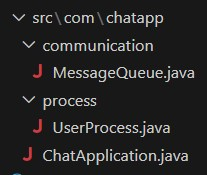 src\com\chatapp
communication
J MessageQueue.java
process
J UserProcess.java
J ChatApplication.java